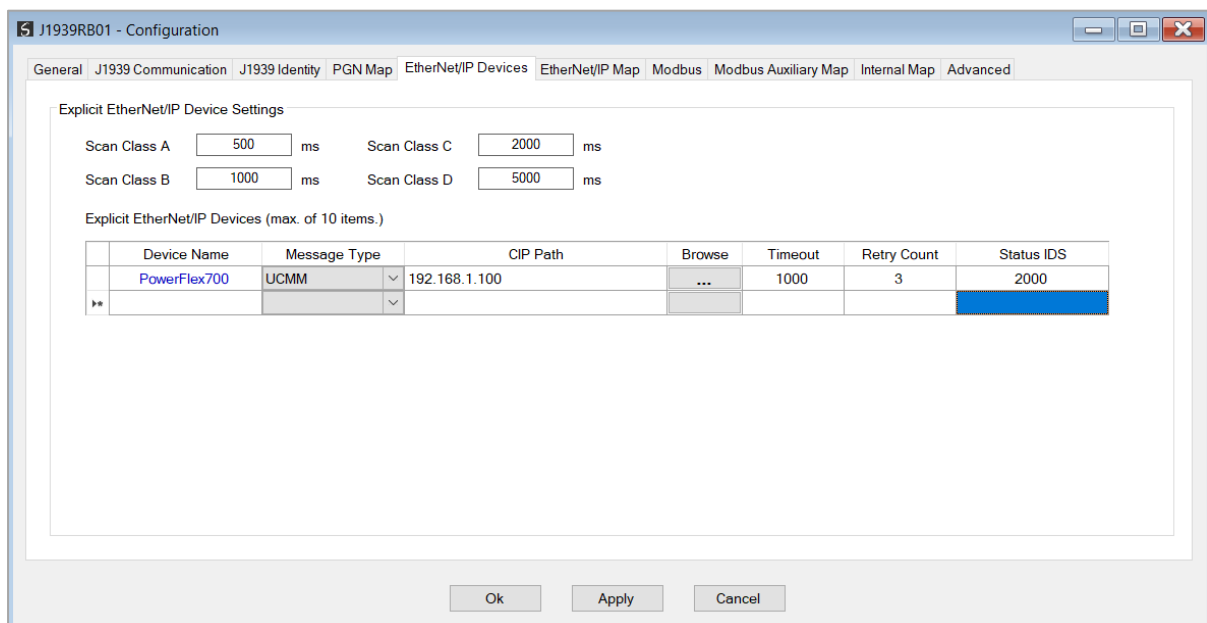 J1939RB01 - Configuration
General J1939 Communication J1939 Identity PGN Map EtherNet/IP Devices EtherNet/IP Map Modbus Modbus Auxiliary Map Internal Map Advanced
Explicit EtherNet/IP Device Settings
Scan Class A 500 ms Scan Class C 2000 ms
Scan Class B 1000 ms Scan Class D 5000 ms
Explicit EtherNet/IP Devices (max. of 10 items.)
Device Name Message Type CIP Path Browse Timeout Retry Count Status IDS
PowerFlex700 UCMM 192.168.1.100 ... 1000 3 2000
Ok Apply Cancel